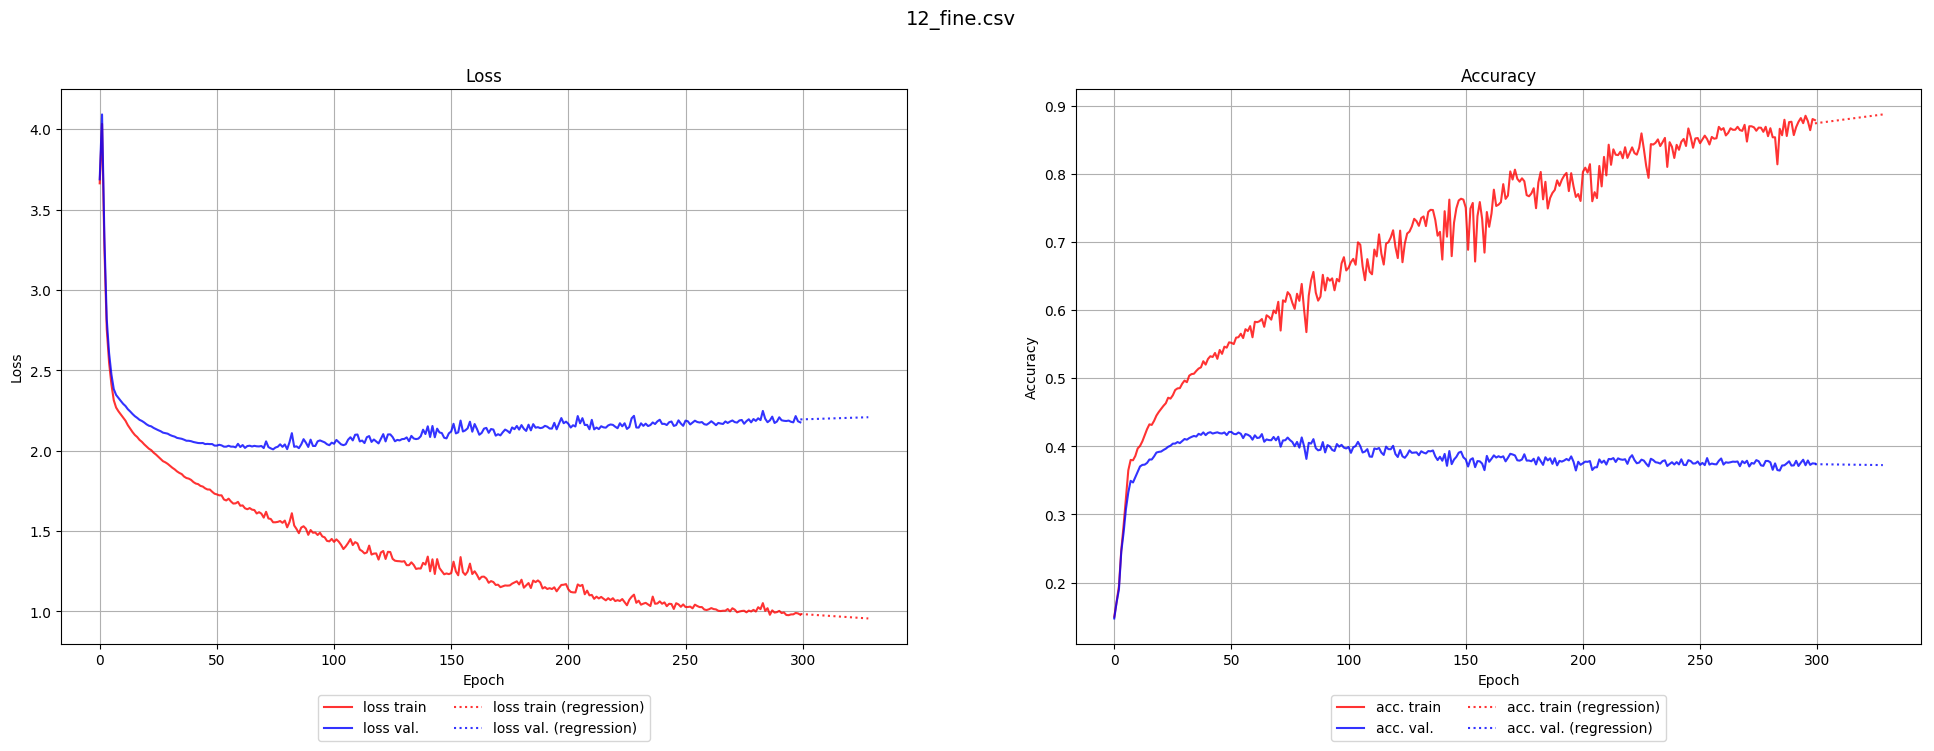 12_fine.csv
Loss
4.0
3.5
3.0
2.5
2.0
1.5
1.0
Loss
0 50 100 150 200 250 300
Epoch
loss train
loss val.
loss train (regression)
loss val. (regression)
Accuracy
0.9
0.8
0.7
0.6
0.5
0.4
0.3
0.2
Accuracy
0 50 100 150 200 250 300
Epoch
acc. train
acc. val.
acc. train (regression)
acc. val. (regression)